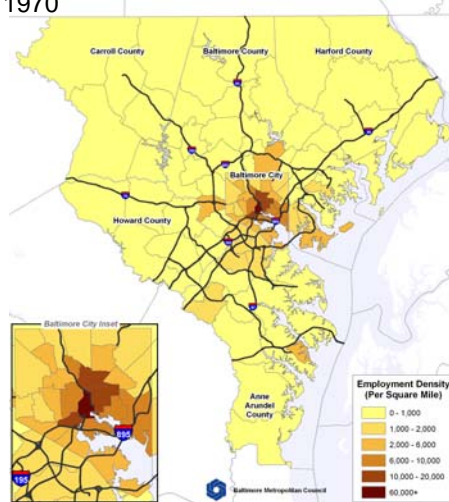 1970
Carroll County
Baltimore County
Harford County
Baltimore City
Howard County
Baltimore City Inset
895
195
Anne
Arundel
County
Employment Density
(Per Square Mile)
0 - 1,000
1,000 - 2,000
2,000 - 6,000
6,000 - 10,000
10,000 - 20,000
60,000+
Baltimore Metropolitan Council